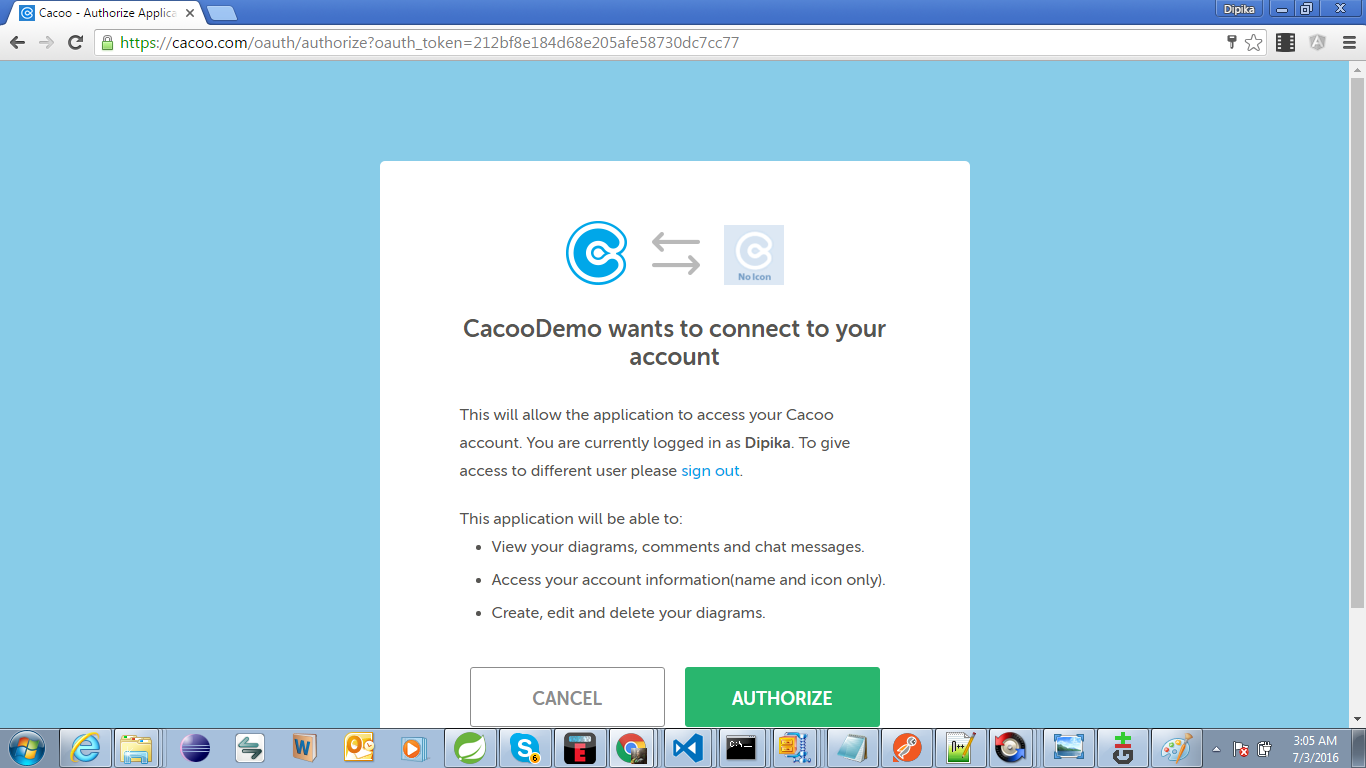 Cacoo - Authorize Applica
Dipika
https://cacoo.com/oauth/authorize?oauth_token=212bf8e184d68e205afe58730dc7cc77
No Icon
CacooDemo wants to connect to your
account
This will allow the application to access your Cacoo
account. You are currently logged in as Dipika. To give
access to different user please sign out.
This application will be able to:
• View your diagrams, comments and chat messages.
• Access your account information(name and icon only).
• Create, edit and delete your diagrams.
CANCEL
AUTHORIZE
3:05 AM
7/3/2016